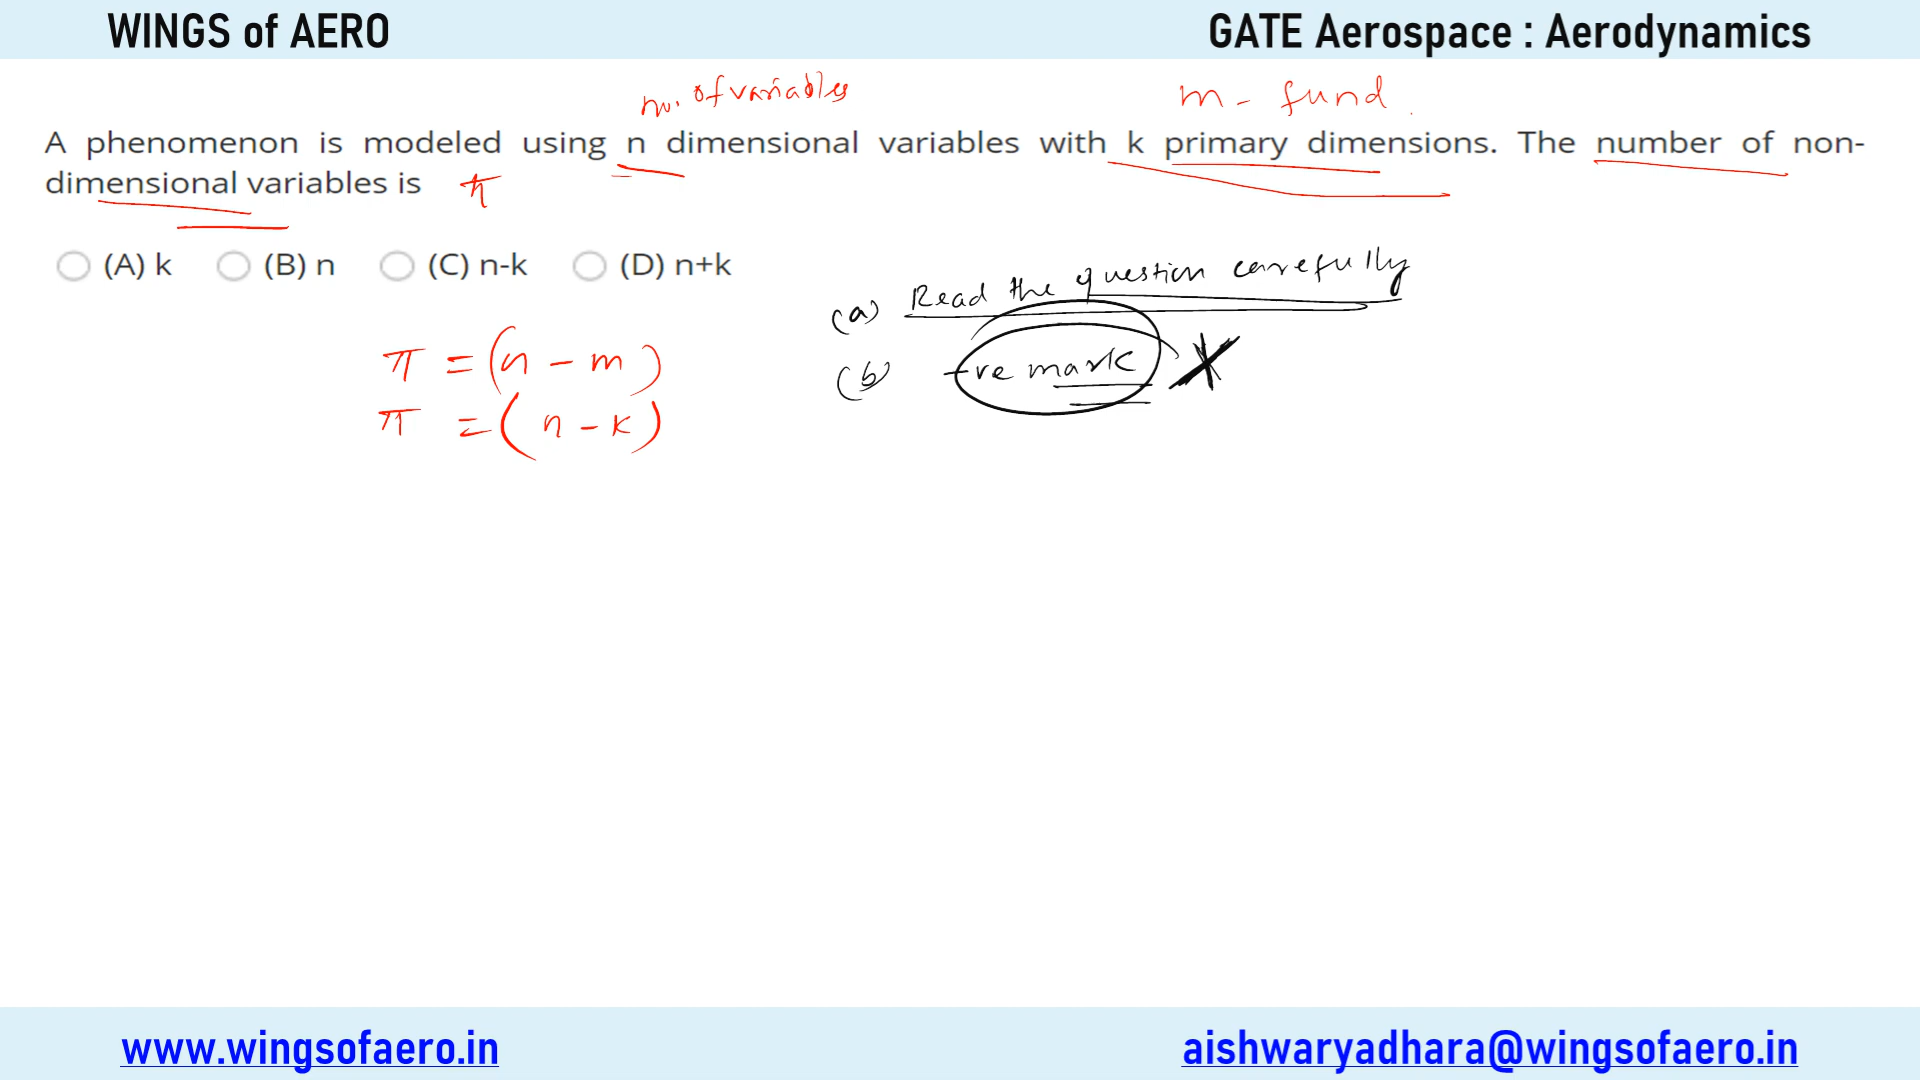 WINGS of AERO
GATE Aerospace : Aerodynamics
no. of variables
m - fund.
A phenomenon is modeled using n dimensional variables with k primary dimensions. The number of non-
dimensional variables is π
(A) k (B) n (C) n-k (D) n+k
(a) Read the question carefully
π = (n - m)
(b) -ve mark
π = (n - k)
www.wingsofaero.in
aishwaryadhara@wingsofaero.in